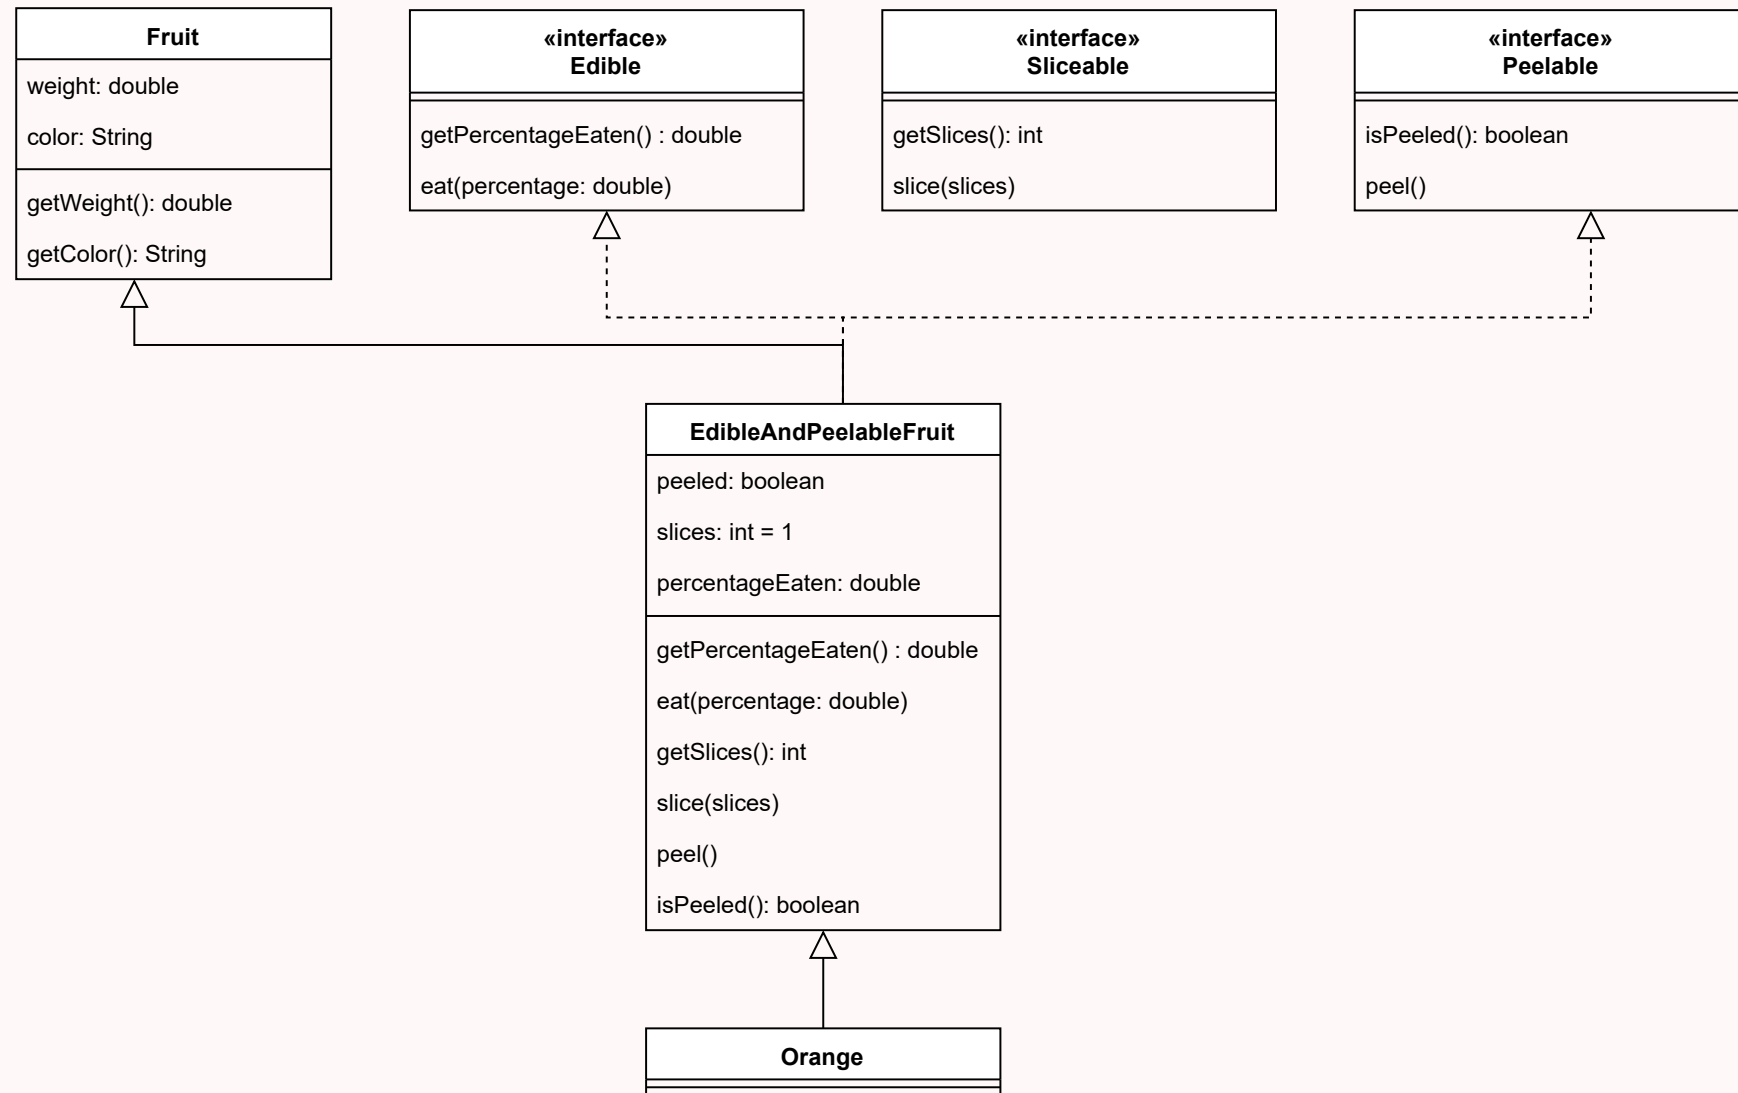 Fruit
weight: double
color: String
getWeight(): double
getColor(): String
«interface»
Edible
getPercentageEaten() : double
eat(percentage: double)
«interface»
Sliceable
getSlices(): int
slice(slices)
«interface»
Peelable
isPeeled(): boolean
peel()
EdibleAndPeelableFruit
peeled: boolean
slices: int = 1
percentageEaten: double
getPercentageEaten() : double
eat(percentage: double)
getSlices(): int
slice(slices)
peel()
isPeeled(): boolean
Orange